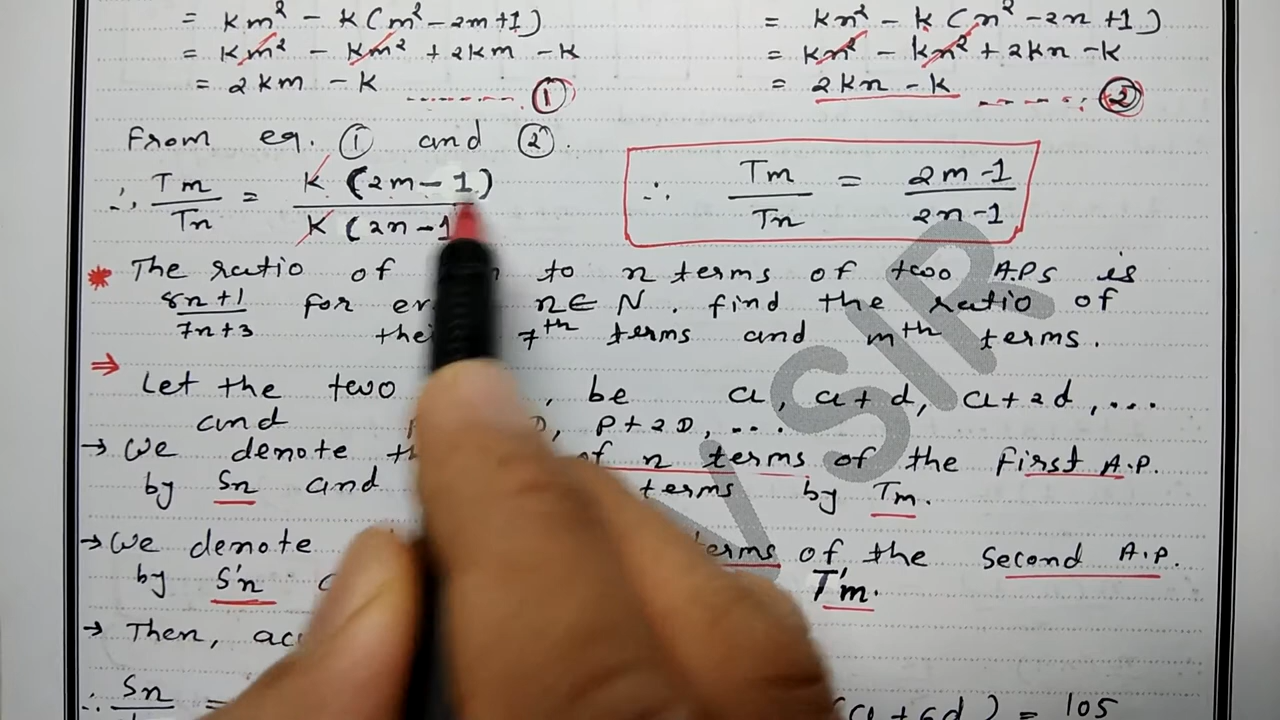 = Km² - K(m² - 2m + 1)
= Km² - Km² + 2Km - K
= 2Km - K ......... ①
= Kn² - K(n² - 2n + 1)
= Kn² - Kn² + 2Kn - K
= 2Kn - K ......... ②
From eq. ① and ②.
∴ Tm/Tn = K(2m-1)/K(2n-1
∴ Tm/Tn = 2m-1/2n-1
* The ratio of to n terms of two A.Ps is
8n+1/7n+3 for n∈N. find the ratio of
7th terms and mth terms.
⇒
Let the two , be a, a+d, a+2d, ...
and D, P+2D, ...
→ We denote of n terms of the first A.P.
by Sn and terms by Tm.
→ We denote terms of the second A.P.
by S'n T'm.
→ Then,
∴ Sn = = 105
VSIR